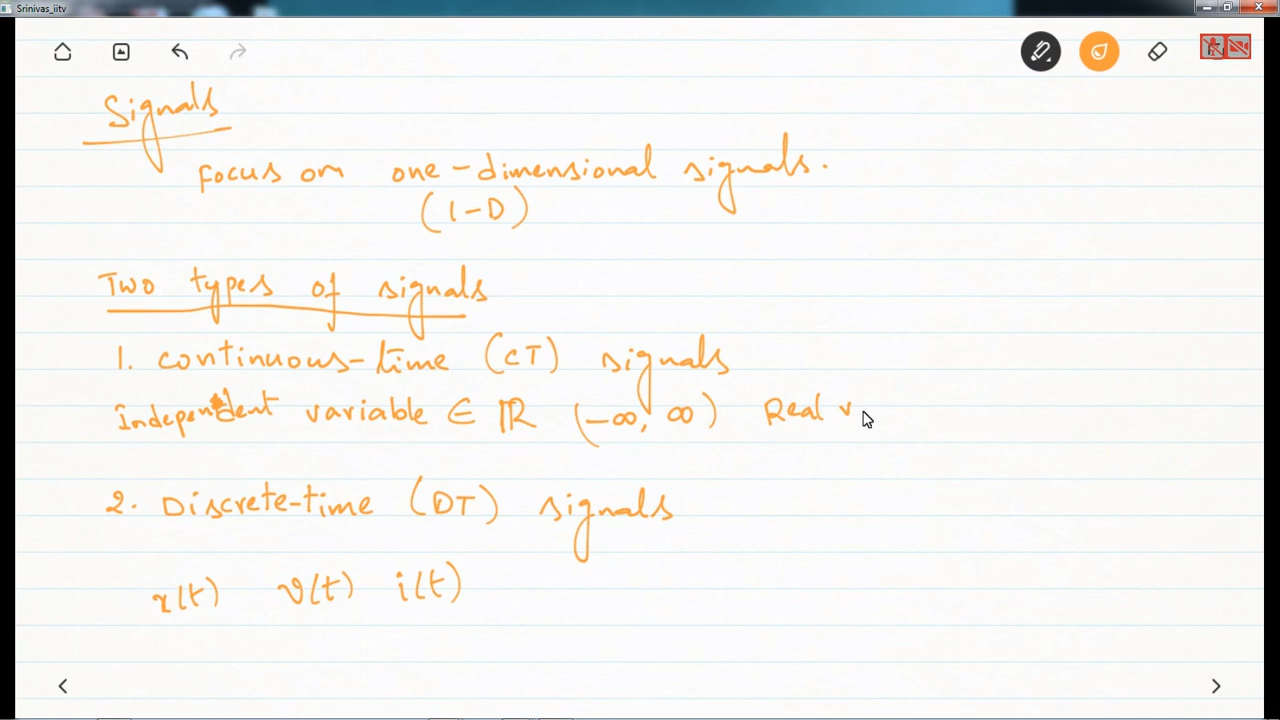 Srinivas_iitv
Signals
Focus on one-dimensional signals.
(1-D)
Two types of signals
1. Continuous-time (CT) signals
Independent variable ∈ ℝ (-∞, ∞) Real v
2. Discrete-time (DT) signals
x(t) v(t) i(t)